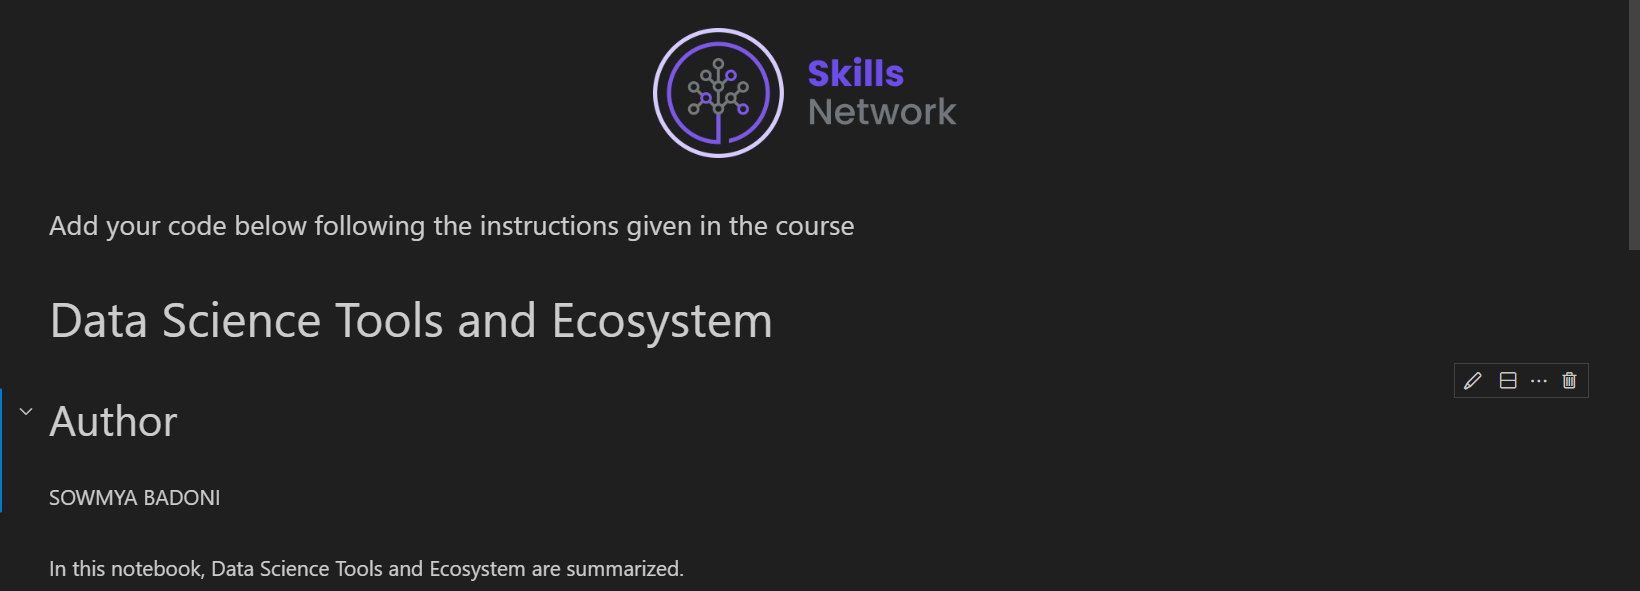 Skills
Network
Add your code below following the instructions given in the course
Data Science Tools and Ecosystem
Author
SOWMYA BADONI
In this notebook, Data Science Tools and Ecosystem are summarized.